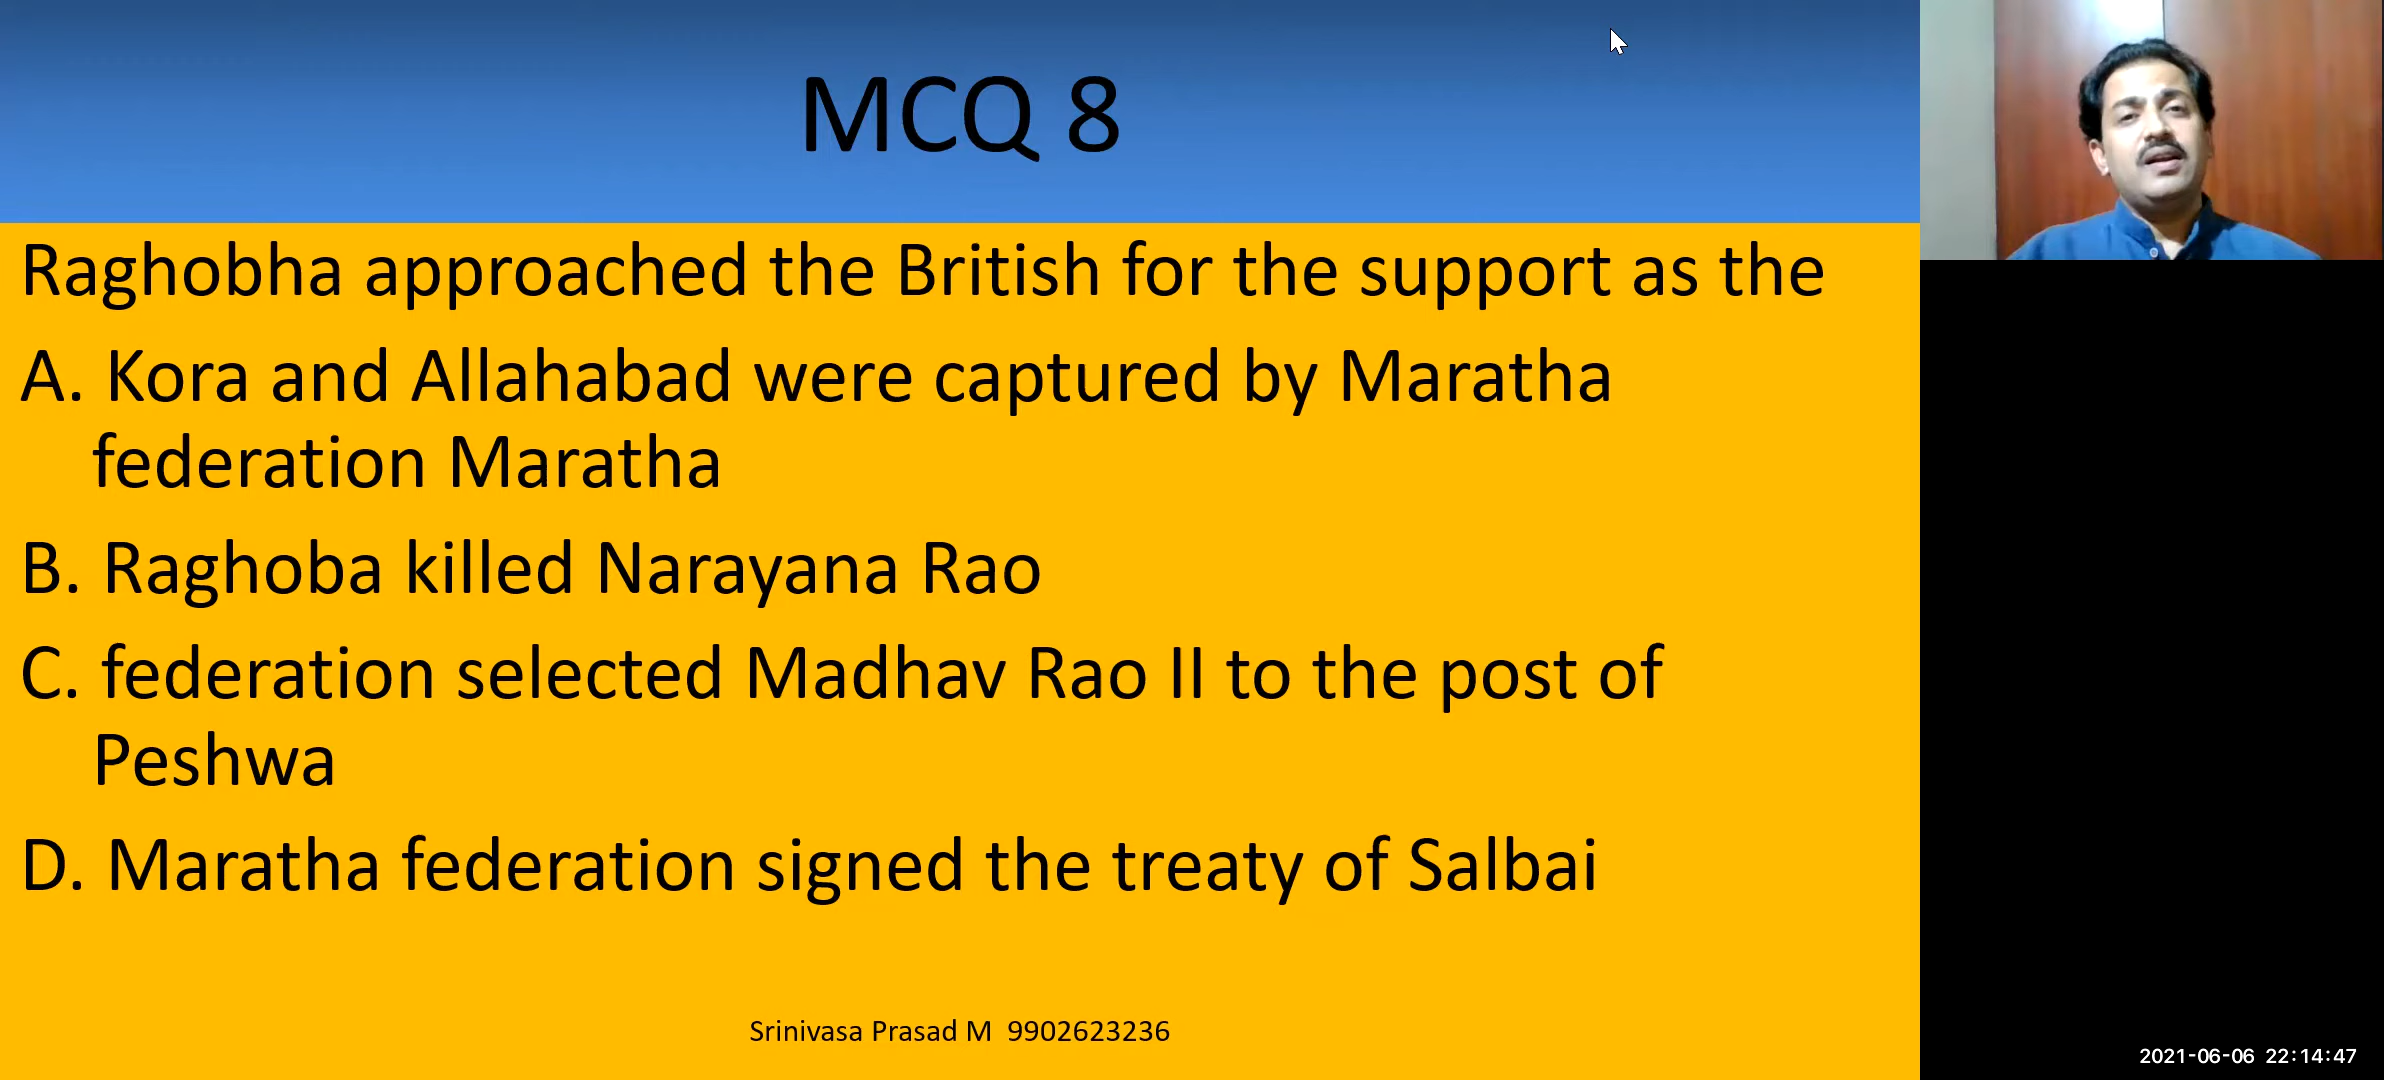 MCQ 8
Raghobha approached the British for the support as the
A. Kora and Allahabad were captured by Maratha
federation Maratha
B. Raghoba killed Narayana Rao
C. federation selected Madhav Rao II to the post of
Peshwa
D. Maratha federation signed the treaty of Salbai
Srinivasa Prasad M 9902623236
2021-06-06 22:14:47